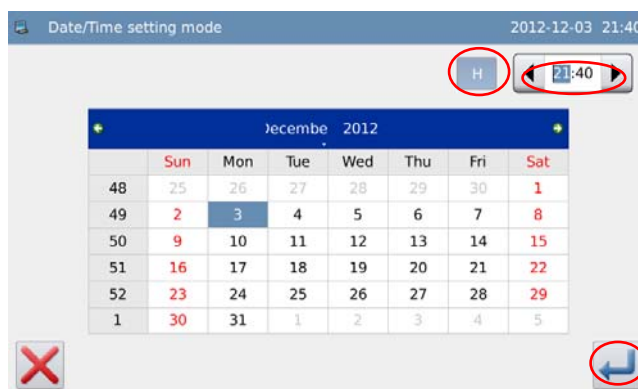 Date/Time setting mode 2012-12-03 21:40
H 21:40
Decembe 2012
Sun Mon Tue Wed Thu Fri Sat
48 25 26 27 28 29 30 1
49 2 3 4 5 6 7 8
50 9 10 11 12 13 14 15
51 16 17 18 19 20 21 22
52 23 24 25 26 27 28 29
1 30 31 1 2 3 4 5